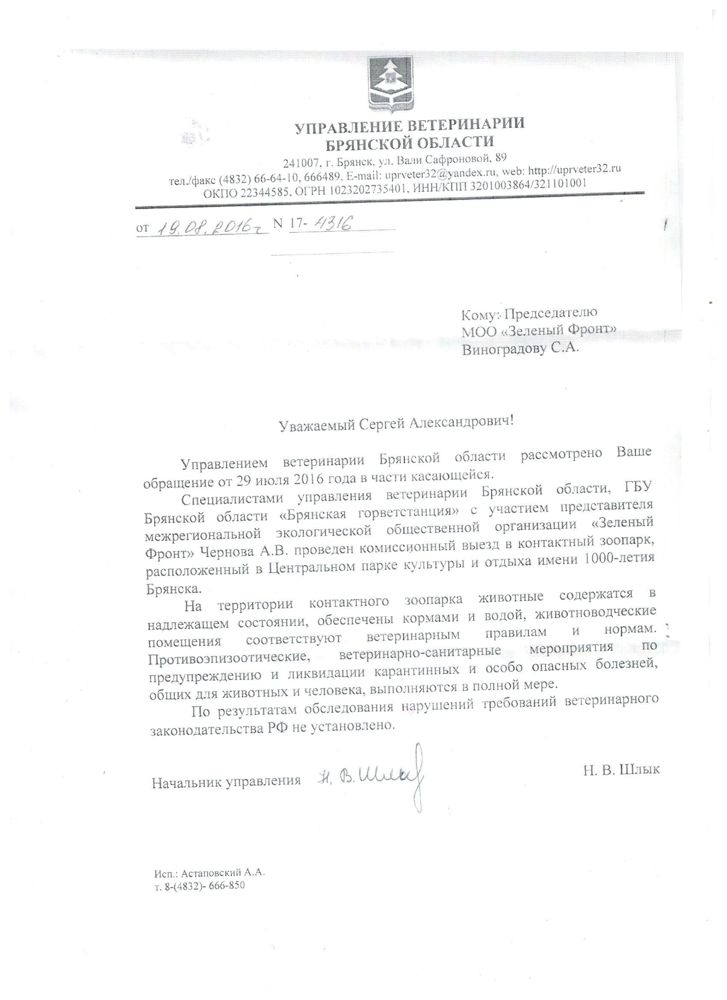 УПРАВЛЕНИЕ ВЕТЕРИНАРИИ
БРЯНСКОЙ ОБЛАСТИ
241007, г. Брянск, ул. Вали Сафроновой, 89
тел./факс (4832) 66-64-10, 666489, E-mail: uprveter32@yandex.ru, web: http://uprveter32.ru
ОКПО 22344585, ОГРН 1023202735401, ИНН/КПП 3201003864/321101001
от 19.08.2016г N 17- 4316
Кому: Председателю
МОО «Зеленый Фронт»
Виноградову С.А.
Уважаемый Сергей Александрович!
Управлением ветеринарии Брянской области рассмотрено Ваше
обращение от 29 июля 2016 года в части касающейся.
Специалистами управления ветеринарии Брянской области, ГБУ
Брянской области «Брянская горветстанция» с участием представителя
межрегиональной экологической общественной организации «Зеленый
Фронт» Чернова А.В. проведен комиссионный выезд в контактный зоопарк,
расположенный в Центральном парке культуры и отдыха имени 1000-летия
Брянска.
На территории контактного зоопарка животные содержатся в
надлежащем состоянии, обеспечены кормами и водой, животноводческие
помещения соответствуют ветеринарным правилам и нормам.
Противоэпизоотические, ветеринарно-санитарные мероприятия по
предупреждению и ликвидации карантинных и особо опасных болезней,
общих для животных и человека, выполняются в полной мере.
По результатам обследования нарушений требований ветеринарного
законодательства РФ не установлено.
Начальник управления Н. В. Шлык Н. В. Шлык
Исп.: Астаповский А.А.
т. 8-(4832)- 666-850